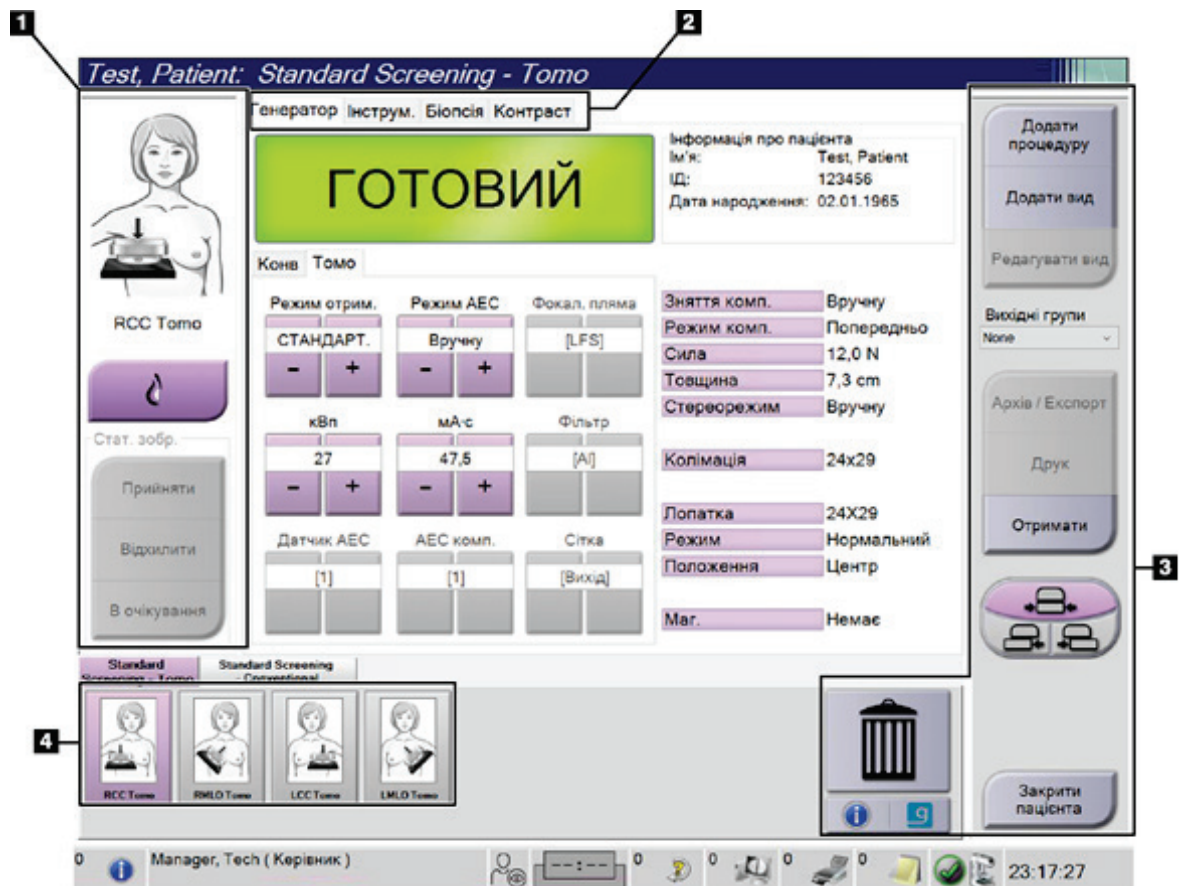 1
2
Test, Patient: Standard Screening - Tomo
Генератор Інструм. Біопсія Контраст
ГОТОВИЙ
Інформація про пацієнта
Ім'я: Test, Patient
ІД: 123456
Дата народження: 02.01.1965
RCC Tomo
Стат. зобр.
Прийняти
Відхилити
В очікування
Конв Томо
Режим отрим. Режим АЕС Фокал. пляма
СТАНДАРТ. Вручну [LFS]
- + - +
кВп мА·с Фільтр
27 47,5 [Al]
- + - +
Датчик АЕС АЕС комп. Сітка
[1] [1] [Вихід]
Зняття комп. Вручну
Режим комп. Попередньо
Сила 12,0 N
Товщина 7,3 cm
Стереорежим Вручну
Колімація 24x29
Лопатка 24X29
Режим Нормальний
Положення Центр
Маг. Немає
Додати
процедуру
Додати вид
Редагувати вид
Вихідні групи
None
Архів / Експорт
Друк
Отримати
3
Закрити
пацієнта
Standard
Screening - Tomo
Standard Screening
- Conventional
4
RCC Tomo RMLO Tomo LCC Tomo LMLO Tomo
0 Manager, Tech ( Керівник ) --:-- 0 0 0 0 23:17:27